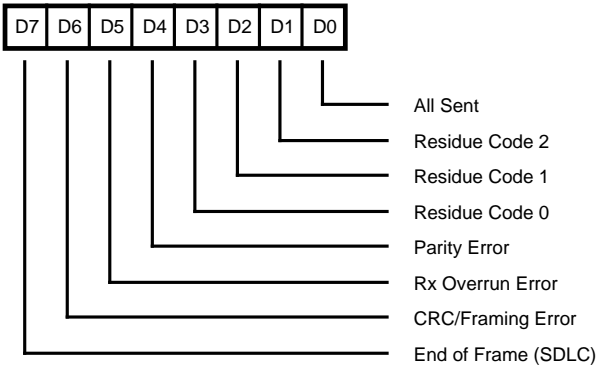 D7 D6 D5 D4 D3 D2 D1 D0
All Sent
Residue Code 2
Residue Code 1
Residue Code 0
Parity Error
Rx Overrun Error
CRC/Framing Error
End of Frame (SDLC)